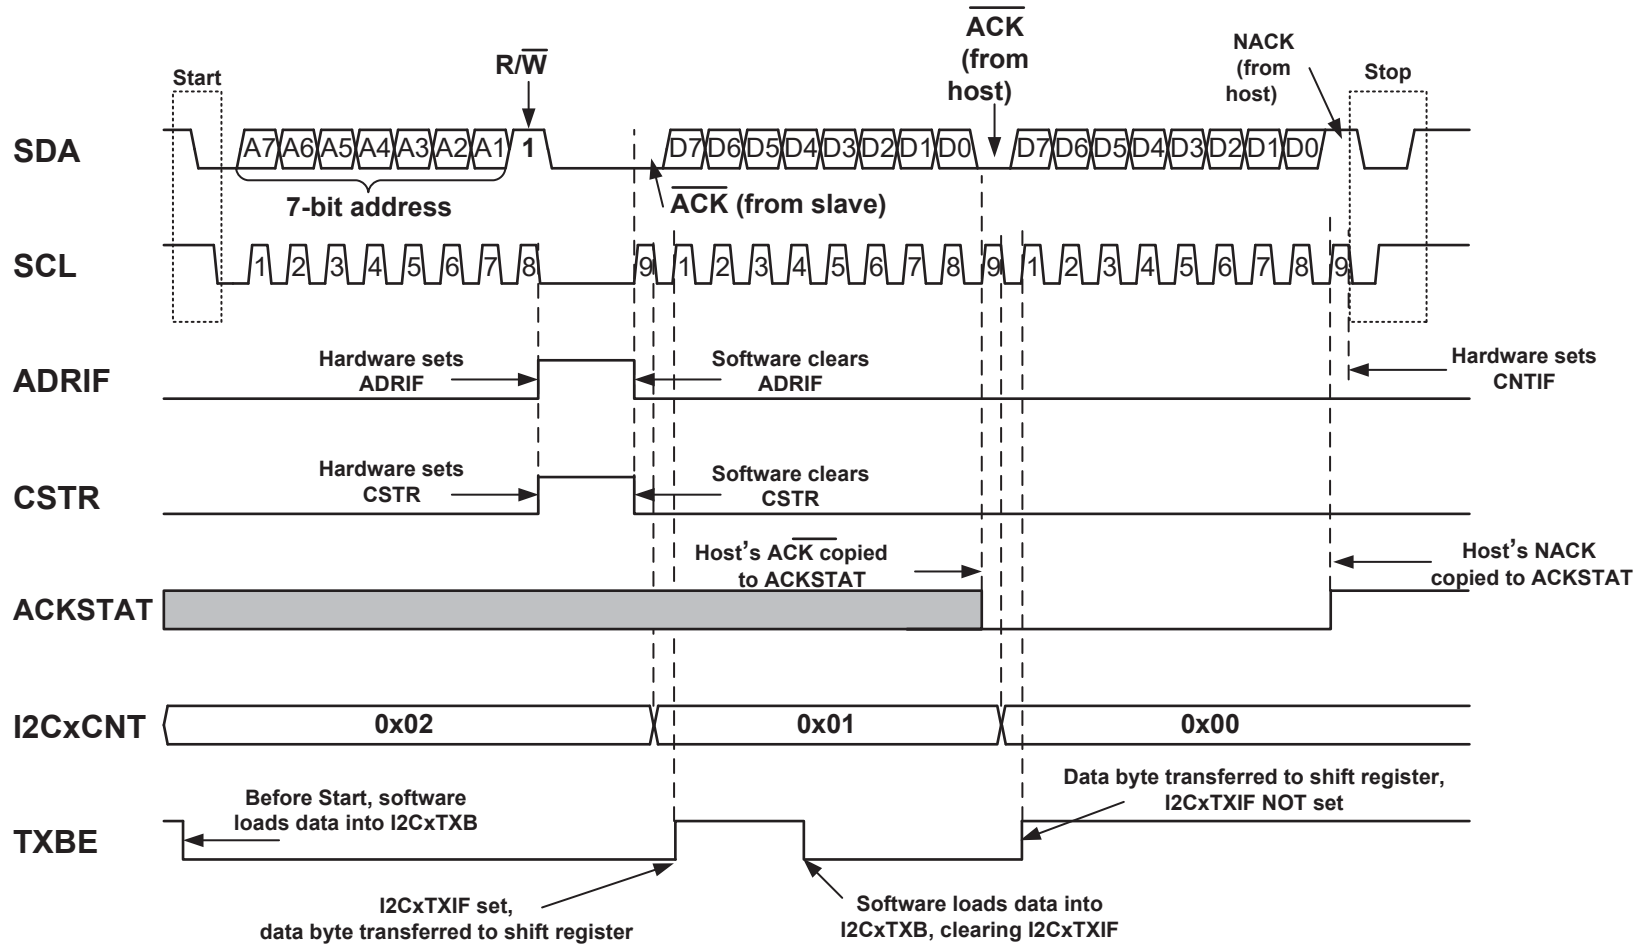 ACK
(from
host)
NACK
(from
host)
R/W
Start
Stop
SDA
A7 A6 A5 A4 A3 A2 A1 1 D7 D6 D5 D4 D3 D2 D1 D0 D7 D6 D5 D4 D3 D2 D1 D0
7-bit address
ACK (from slave)
SCL
1 2 3 4 5 6 7 8 9 1 2 3 4 5 6 7 8 9 1 2 3 4 5 6 7 8 9
ADRIF
Hardware sets
ADRIF
Software clears
ADRIF
Hardware sets
CNTIF
CSTR
Hardware sets
CSTR
Software clears
CSTR
Host's ACK copied
to ACKSTAT
Host's NACK
copied to ACKSTAT
ACKSTAT
I2CxCNT
0x02
0x01
0x00
TXBE
Before Start, software
loads data into I2CxTXB
Data byte transferred to shift register,
I2CxTXIF NOT set
I2CxTXIF set,
data byte transferred to shift register
Software loads data into
I2CxTXB, clearing I2CxTXIF